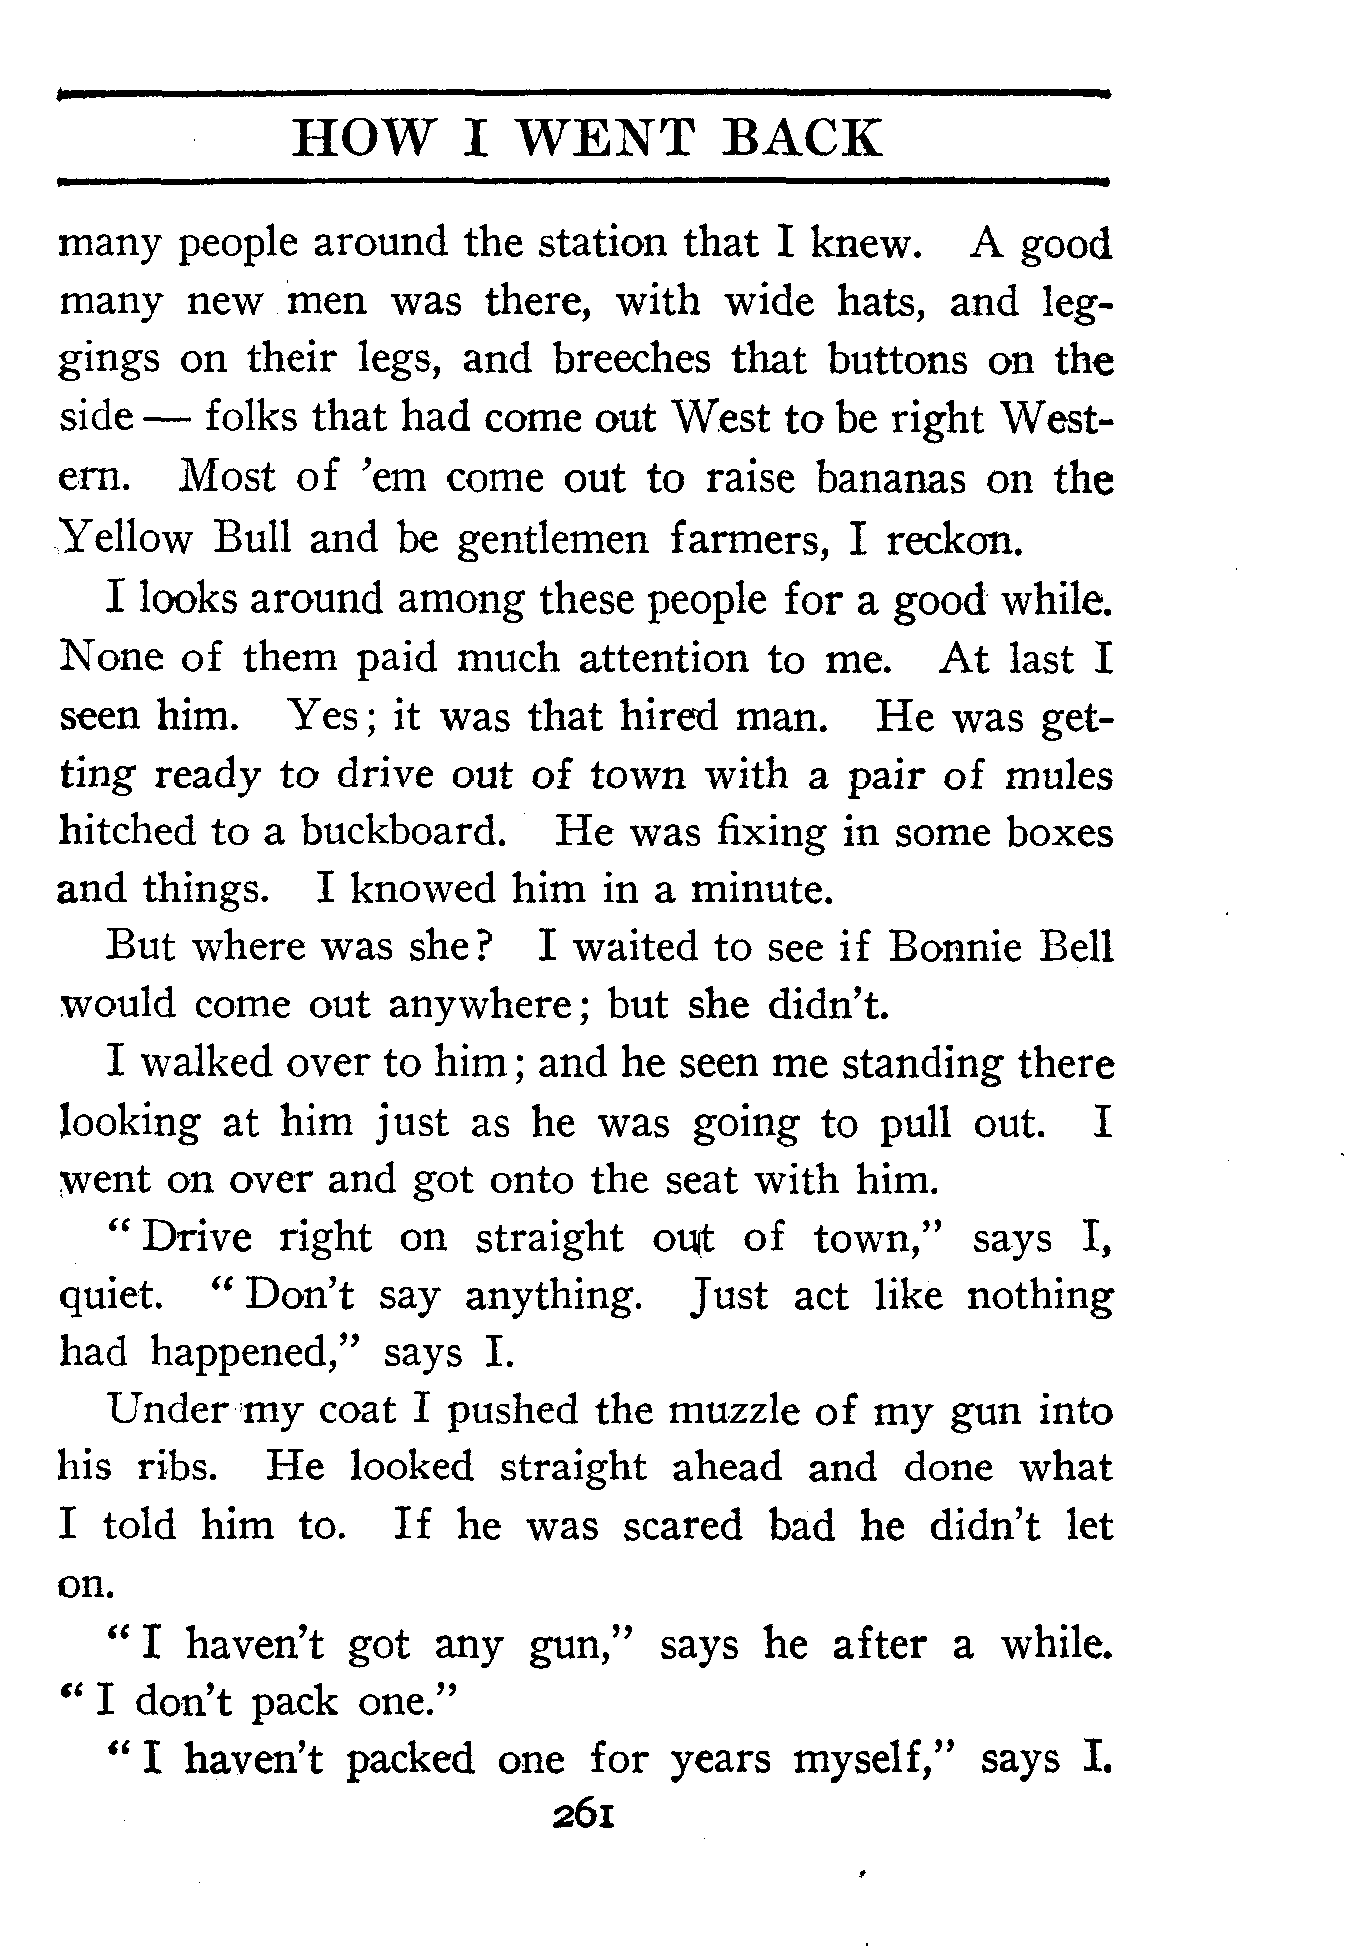 HOW I WENT BACK
many people around the station that I knew. A good
many new men was there, with wide hats, and leg-
gings on their legs, and breeches that buttons on the
side — folks that had come out West to be right West-
ern. Most of ’em come out to raise bananas on the
Yellow Bull and be gentlemen farmers, I reckon.
I looks around among these people for a good while.
None of them paid much attention to me. At last I
seen him. Yes; it was that hired man. He was get-
ting ready to drive out of town with a pair of mules
hitched to a buckboard. He was fixing in some boxes
and things. I knowed him in a minute.
But where was she? I waited to see if Bonnie Bell
would come out anywhere; but she didn’t.
I walked over to him; and he seen me standing there
looking at him just as he was going to pull out. I
went on over and got onto the seat with him.
“Drive right on straight out of town,” says I,
quiet. “Don’t say anything. Just act like nothing
had happened,” says I.
Under my coat I pushed the muzzle of my gun into
his ribs. He looked straight ahead and done what
I told him to. If he was scared bad he didn’t let
on.
“I haven’t got any gun,” says he after a while.
“I don’t pack one.”
“I haven’t packed one for years myself,” says I.
261